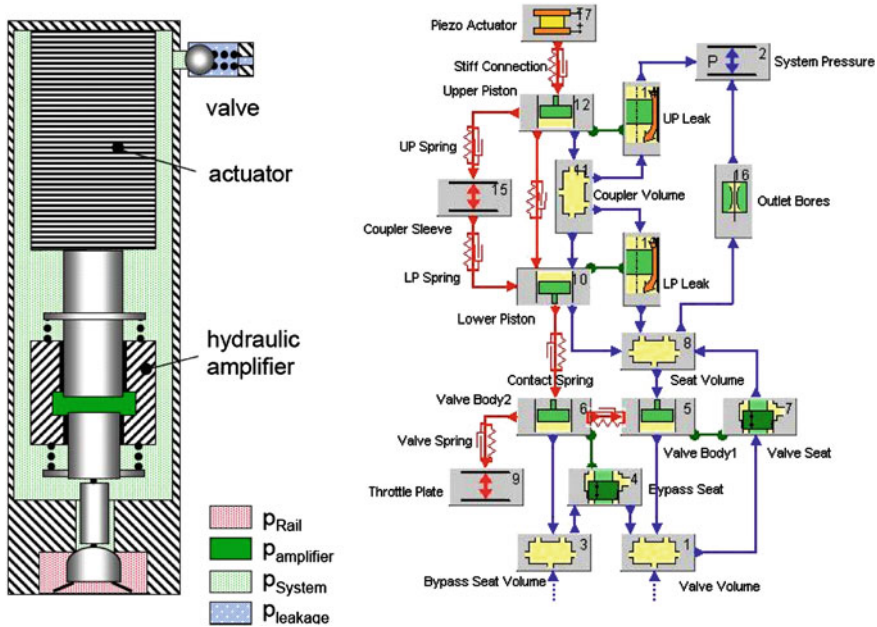 valve
actuator
hydraulic
amplifier
pRail
pamplifier
pSystem
pleakage
Piezo Actuator
17
Stiff Connection
2
P
System Pressure
Upper Piston
12
UP Leak
UP Spring
11
Coupler Volume
15
16
Outlet Bores
Coupler Sleeve
LP Spring
10
LP Leak
Lower Piston
8
Contact Spring
Seat Volume
Valve Body2
6
5
7
Valve Spring
Valve Body1
Valve Seat
9
4
Throttle Plate
Bypass Seat
3
1
Bypass Seat Volume
Valve Volume